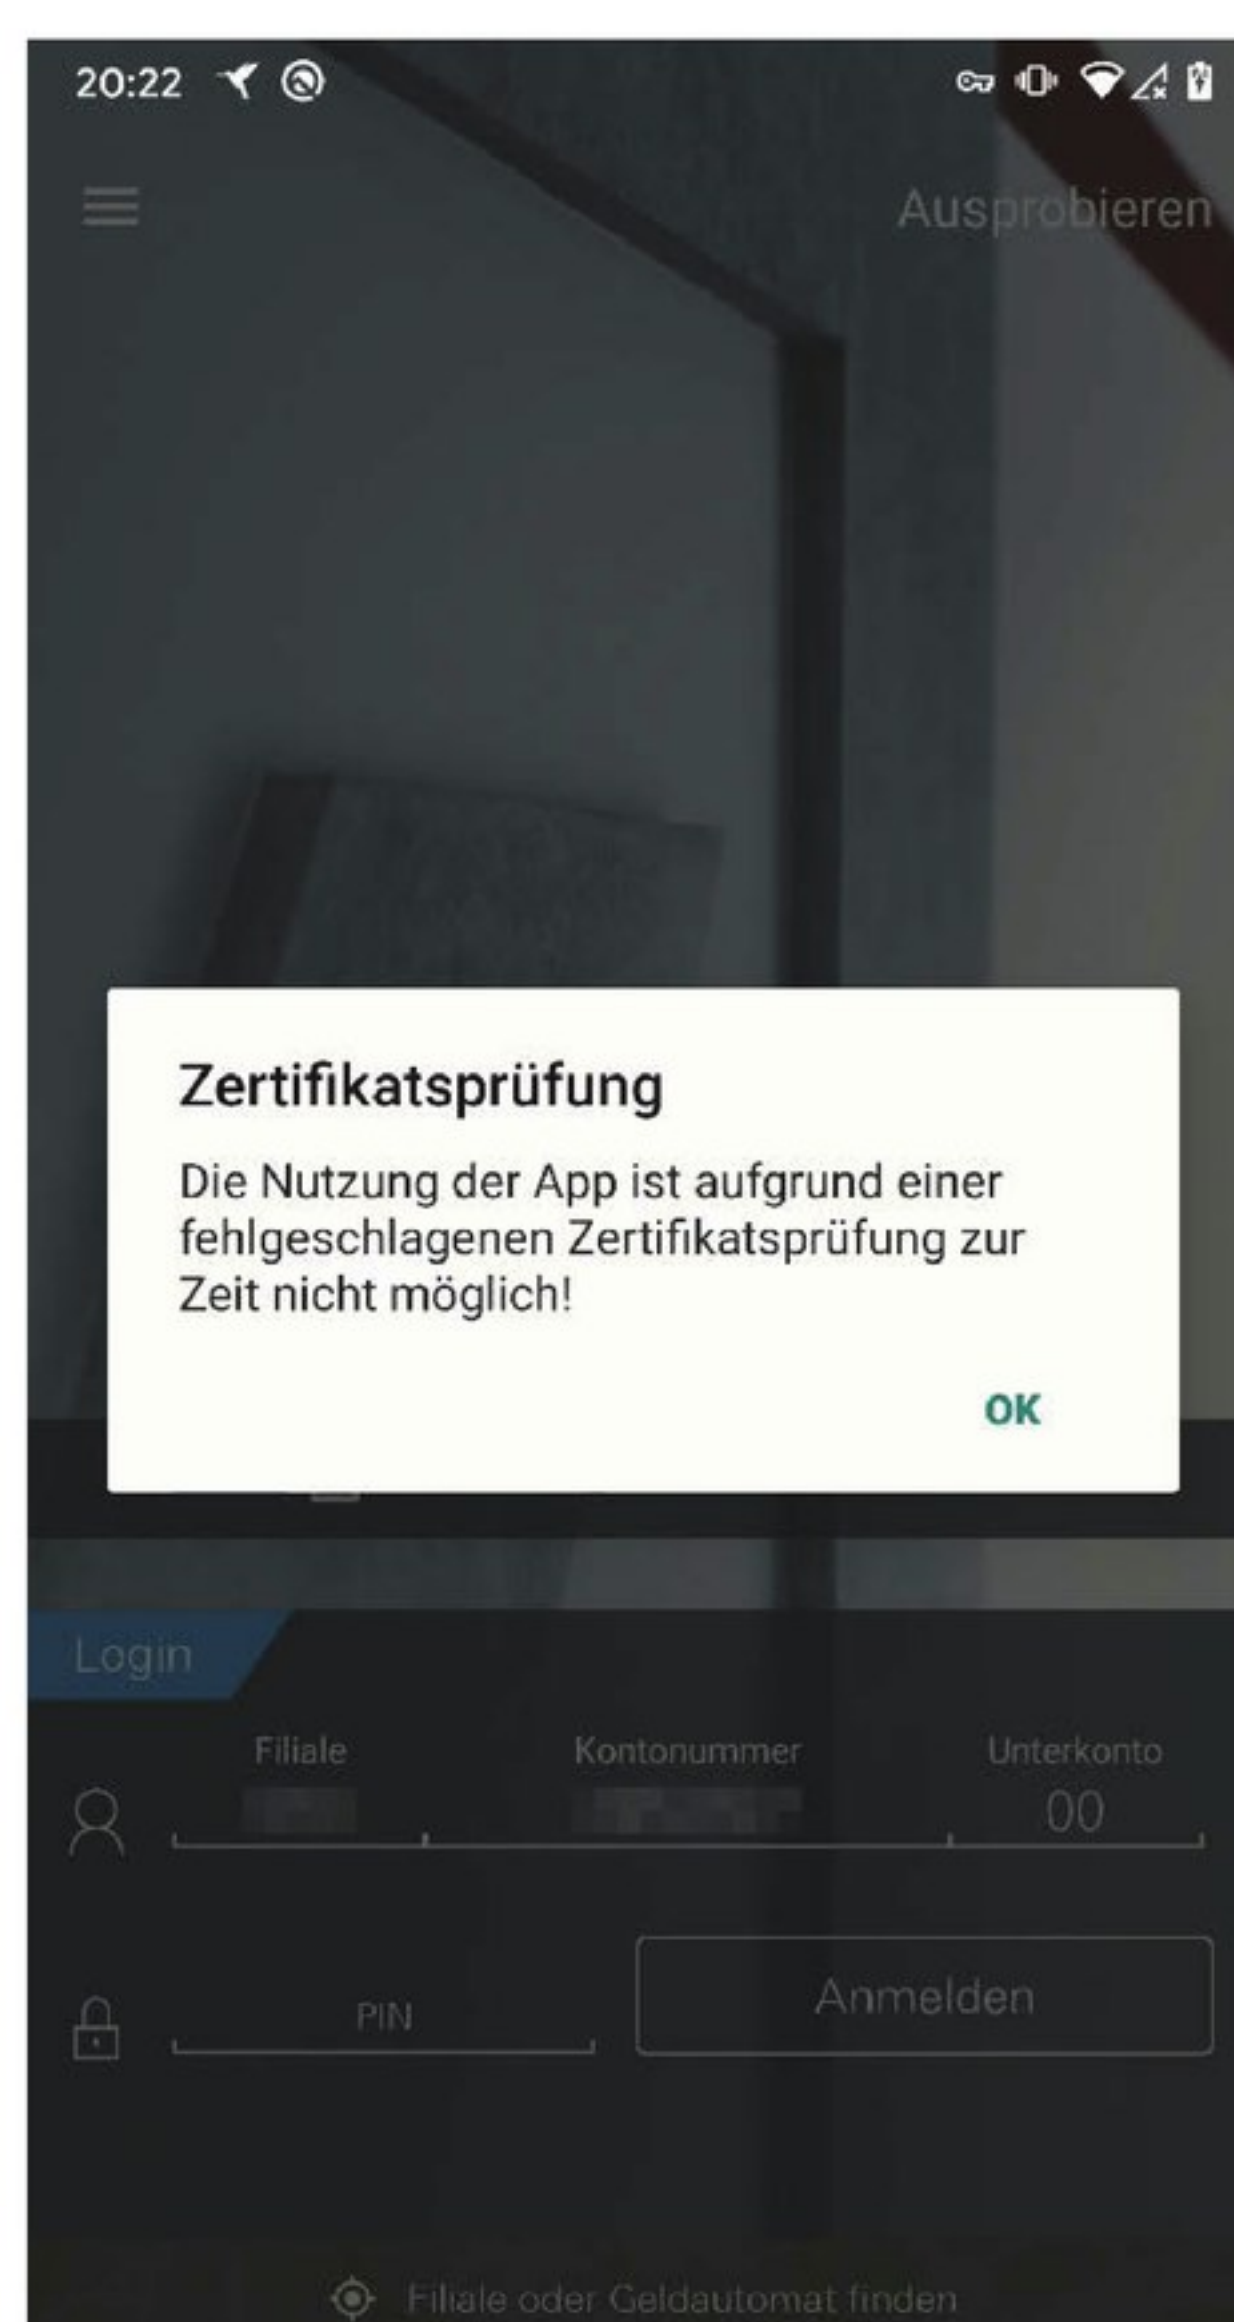 20:22
Ausprobieren
Zertifikatsprüfung
Die Nutzung der App ist aufgrund einer
fehlgeschlagenen Zertifikatsprüfung zur
Zeit nicht möglich!
OK
Login
Filiale Kontonummer Unterkonto
00
PIN Anmelden
Filiale oder Geldautomat finden